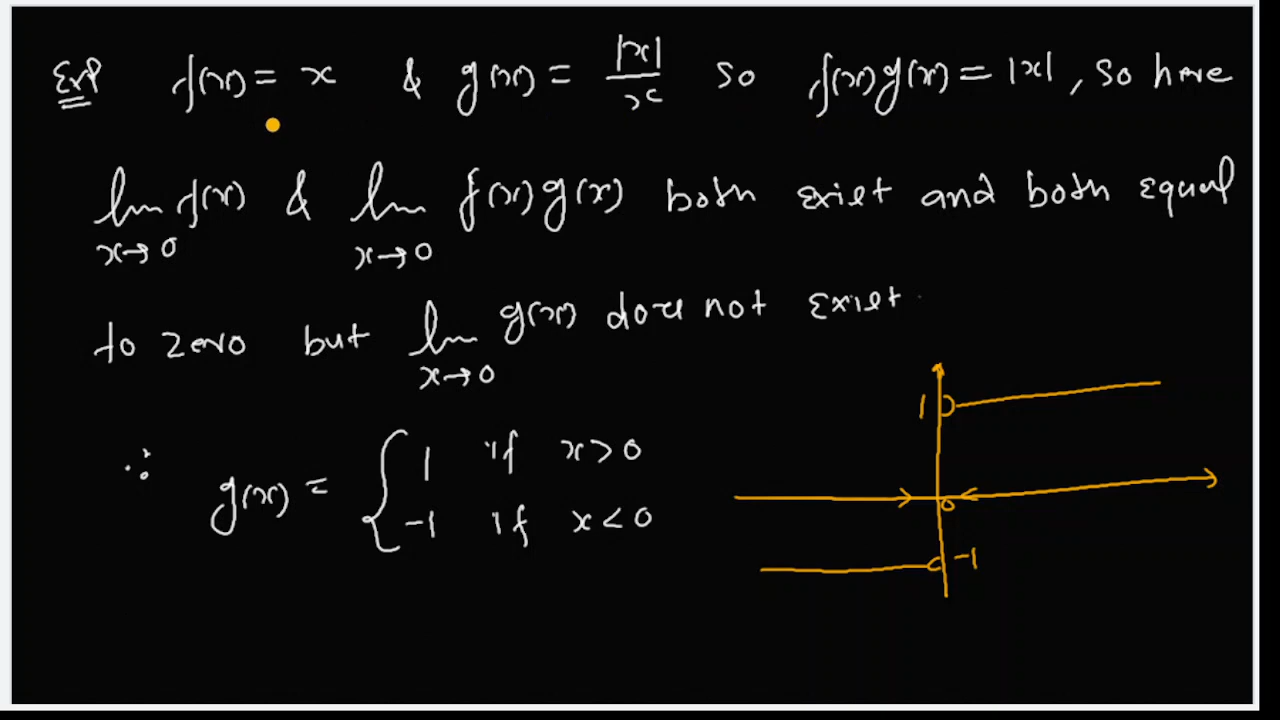 Exp f(x) = x & g(x) = |x|/x so f(x)g(x) = |x|, so here
lim x→0 f(x) & lim x→0 f(x)g(x) both exist and both equal
to zero but lim x→0 g(x) does not exist.
∵ g(x) = { 1 if x>0
-1 if x<0
1
0
-1